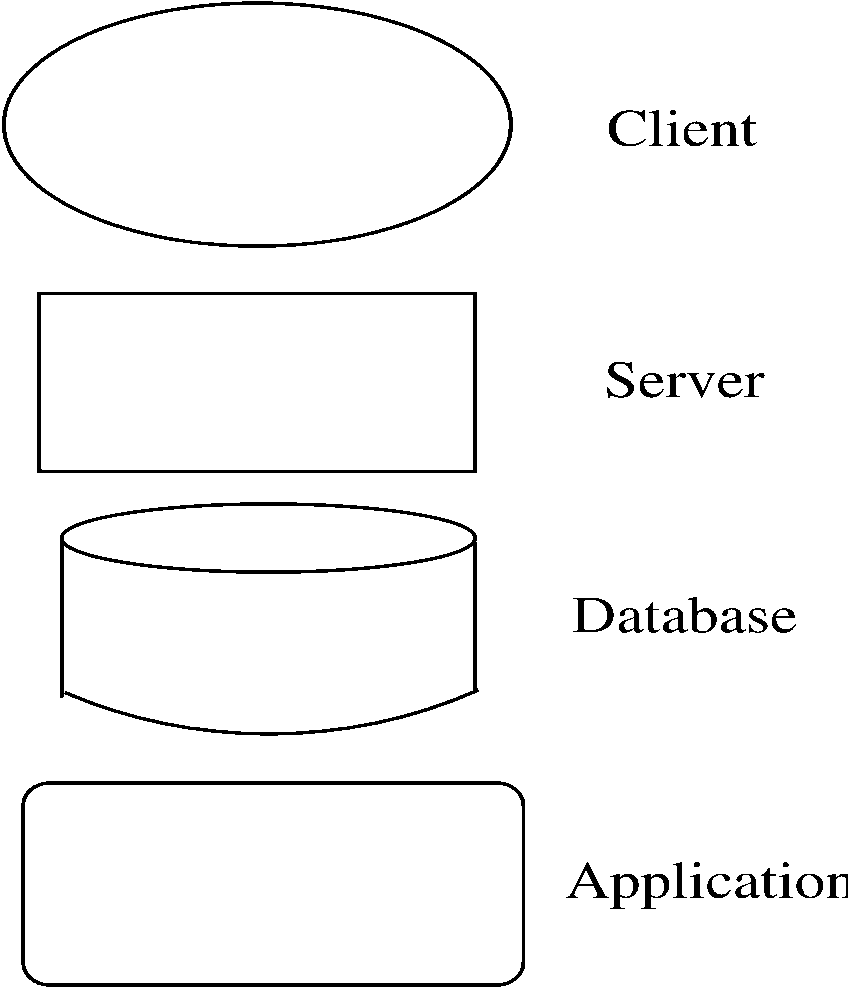 Client
Server
Database
Application